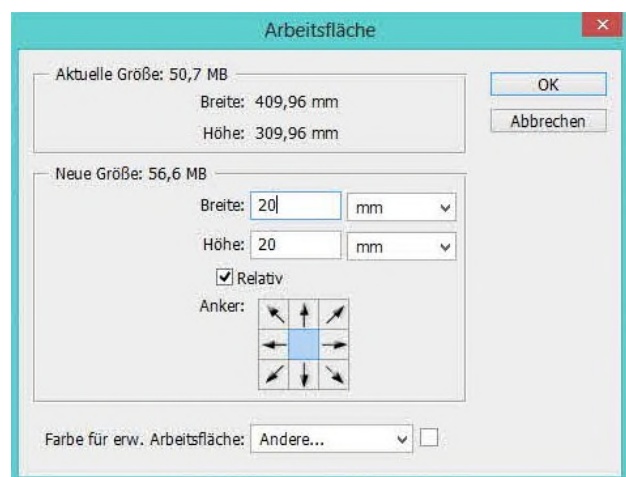 Arbeitsfläche
Aktuelle Größe: 50,7 MB
Breite: 409,96 mm
Höhe: 309,96 mm
OK
Abbrechen
Neue Größe: 56,6 MB
Breite: 20 mm
Höhe: 20 mm
Relativ
Anker:
Farbe für erw. Arbeitsfläche: Andere...